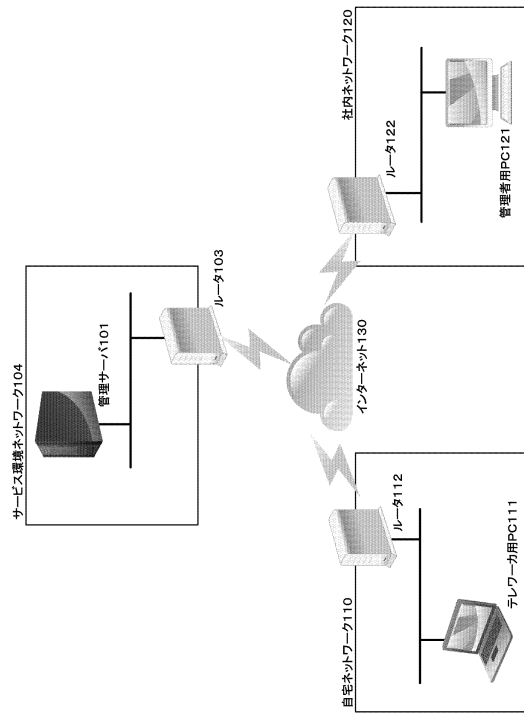 サービス環境ネットワーク104
管理サーバ101
ルータ103
インターネット130
自宅ネットワーク110
ルータ112
テレワーカ用PC111
社内ネットワーク120
ルータ122
管理者用PC121